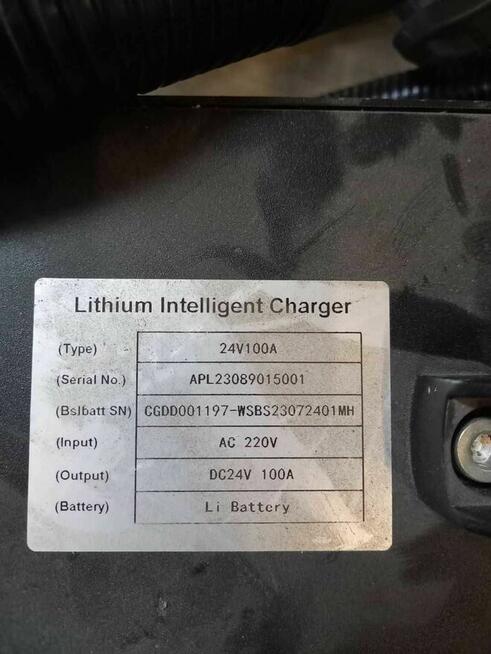 Lithium Intelligent Charger
(Type) 24V100A
(Serial No.) APL23089015001
(Bslbatt SN) CGDD001197-WSBS23072401MH
(Input) AC 220V
(Output) DC24V 100A
(Battery) Li Battery